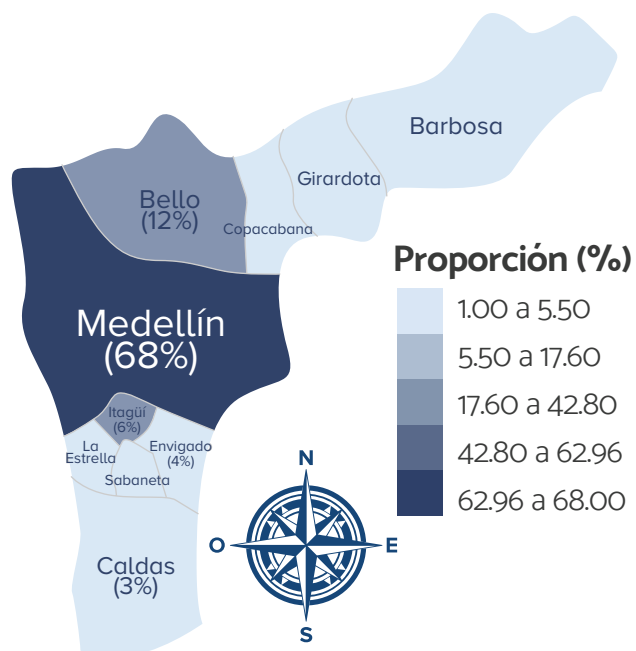 Barbosa
Girardota
Bello
(12%)
Copacabana
Proporción (%)
1.00 a 5.50
5.50 a 17.60
17.60 a 42.80
42.80 a 62.96
62.96 a 68.00
Medellín
(68%)
Itagüí
(6%)
La
Estrella
Envigado
(4%)
Sabaneta
Caldas
(3%)
N
O
E
S